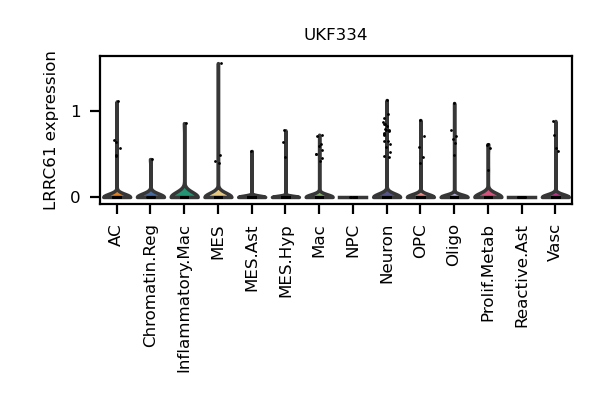 UKF334
LRRC61 expression
1
0
AC
Chromatin.Reg
Inflammatory.Mac
MES
MES.Ast
MES.Hyp
Mac
NPC
Neuron
OPC
Oligo
Prolif.Metab
Reactive.Ast
Vasc